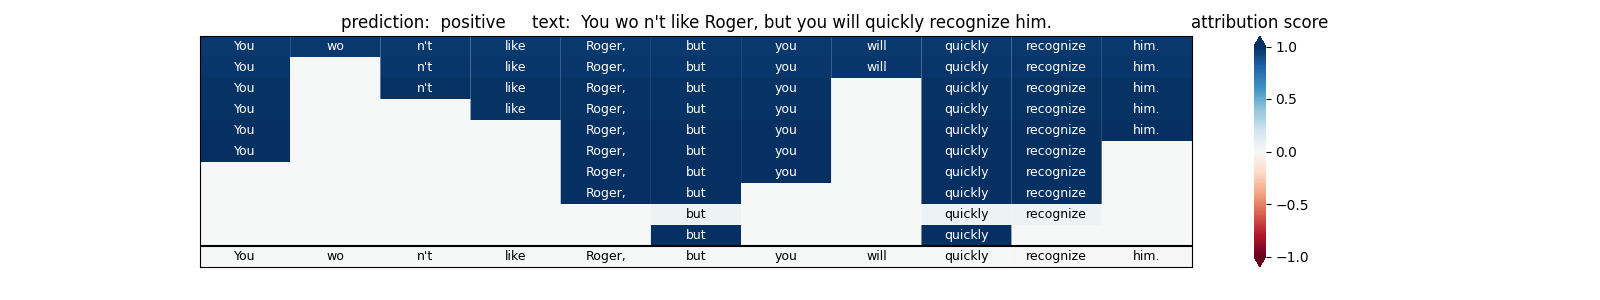 prediction:  positive     text:  You wo n't like Roger, but you will quickly recognize him.     attribution score
You wo n't like Roger, but you will quickly recognize him. 1.0
You n't like Roger, but you will quickly recognize him.
You n't like Roger, but you quickly recognize him.
You like Roger, but you quickly recognize him. 0.5
You Roger, but you quickly recognize him.
You Roger, but you quickly recognize 0.0
Roger, but you quickly recognize
Roger, but quickly recognize
but quickly recognize −0.5
but quickly
You wo n't like Roger, but you will quickly recognize him. −1.0